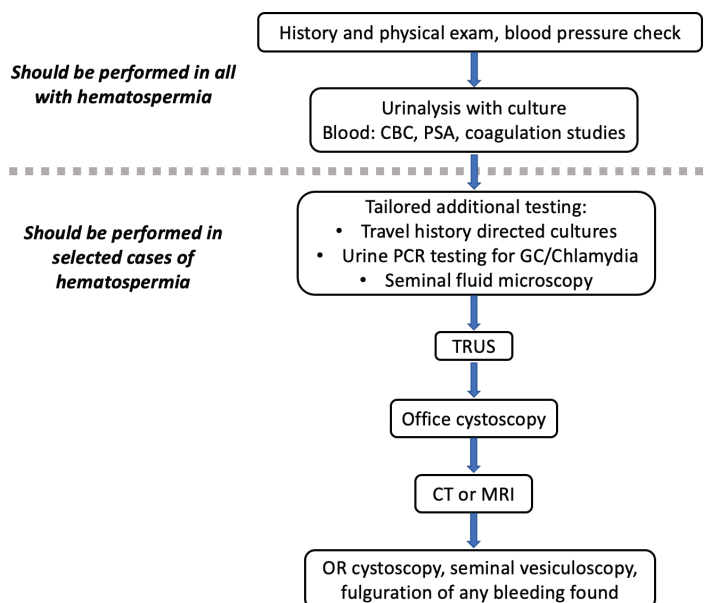 History and physical exam, blood pressure check
Should be performed in all
with hematospermia
Urinalysis with culture
Blood: CBC, PSA, coagulation studies
Should be performed in
selected cases of
hematospermia
Tailored additional testing:
• Travel history directed cultures
• Urine PCR testing for GC/Chlamydia
• Seminal fluid microscopy
TRUS
Office cystoscopy
CT or MRI
OR cystoscopy, seminal vesiculoscopy,
fulguration of any bleeding found